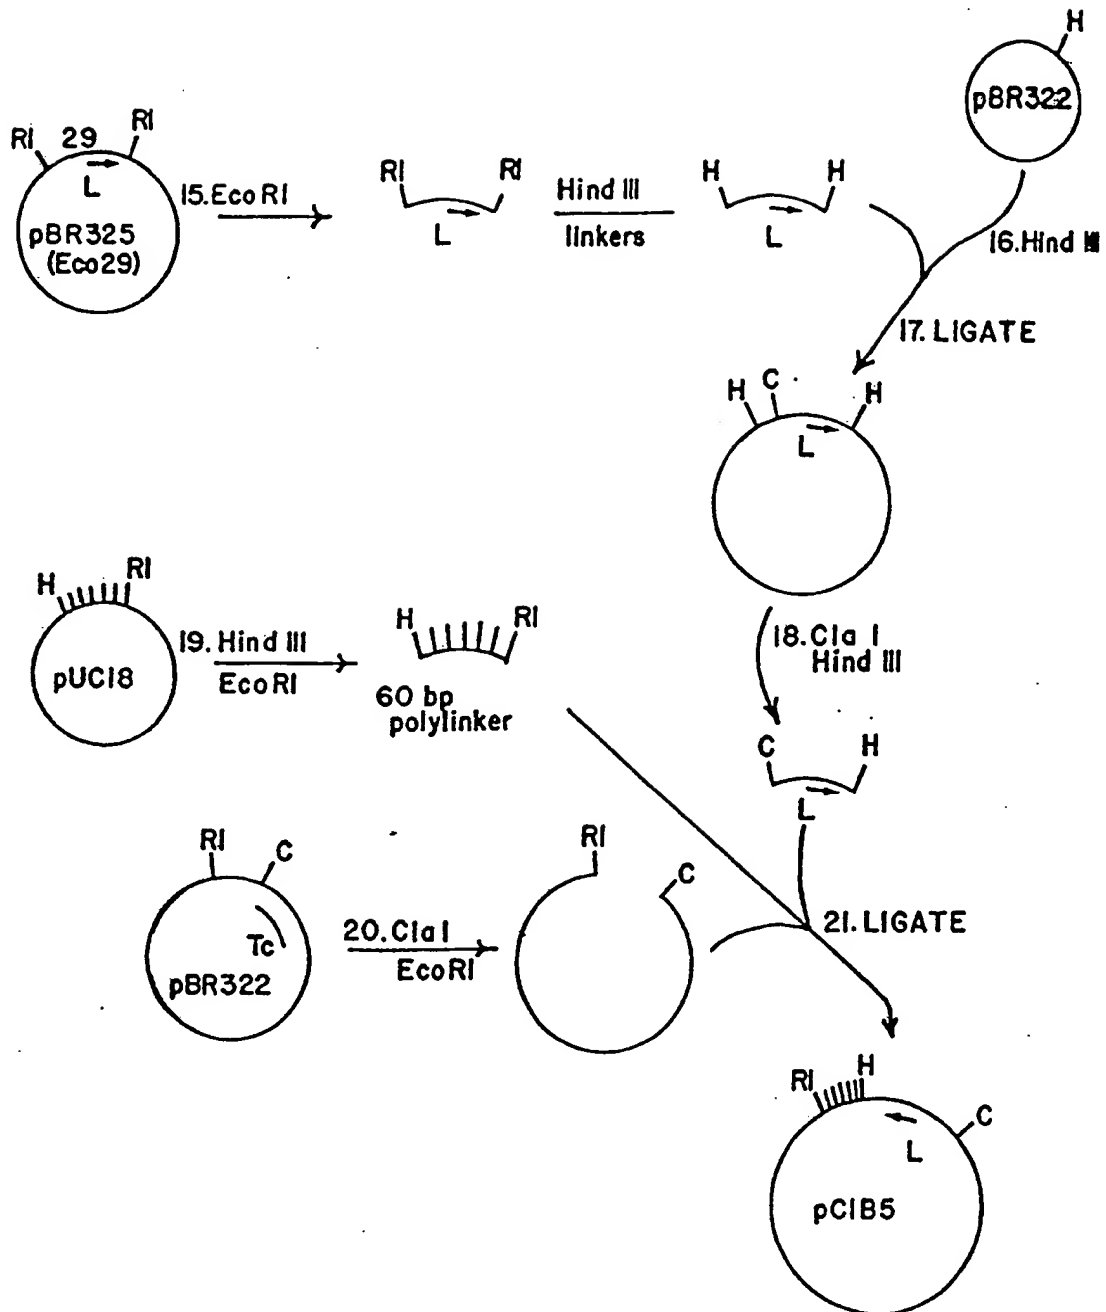 H
pBR322
RI 29 RI
L
pBR325
(Eco29)
15. EcoRI
RI RI
L
Hind III
linkers
H H
L
16. Hind III
17. LIGATE
H C H
L
18. Cla I
Hind III
H RI
pUC18
19. Hind III
EcoRI
H RI
60 bp
polylinker
C H
L
RI C
Tc
pBR322
20. Cla I
EcoRI
RI C
21. LIGATE
RI H
C
L
pCIB5